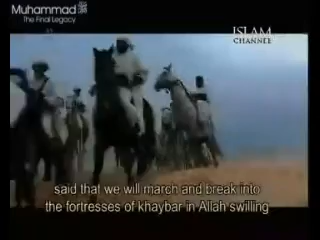 Muhammad
The Final Legacy
ISLAM
CHANNEL
said that we will march and break into
the fortresses of khaybar in Allah swilling